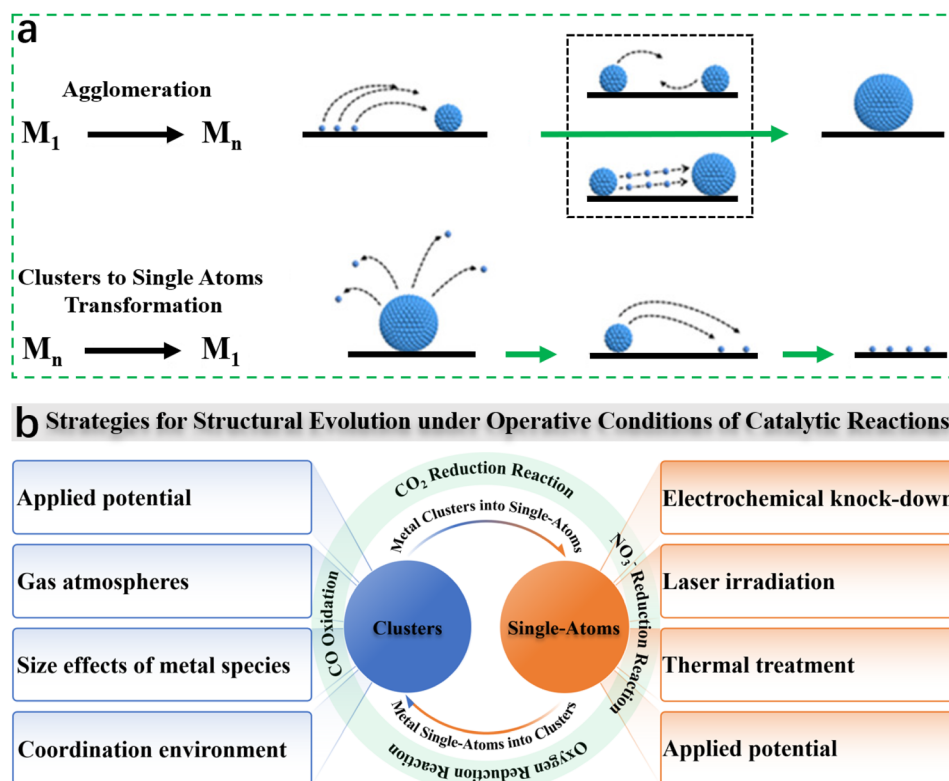 a
Agglomeration
M1 Mn
Clusters to Single Atoms
Transformation
Mn M1
b Strategies for Structural Evolution under Operative Conditions of Catalytic Reactions
Applied potential
Gas atmospheres
Size effects of metal species
Coordination environment
CO2 Reduction Reaction
Metal Clusters into Single-Atoms
CO Oxidation
Clusters
Single-Atoms
NO3- Reduction Reaction
Metal Single-Atoms into Clusters
Oxygen Reduction Reaction
Electrochemical knock-down
Laser irradiation
Thermal treatment
Applied potential